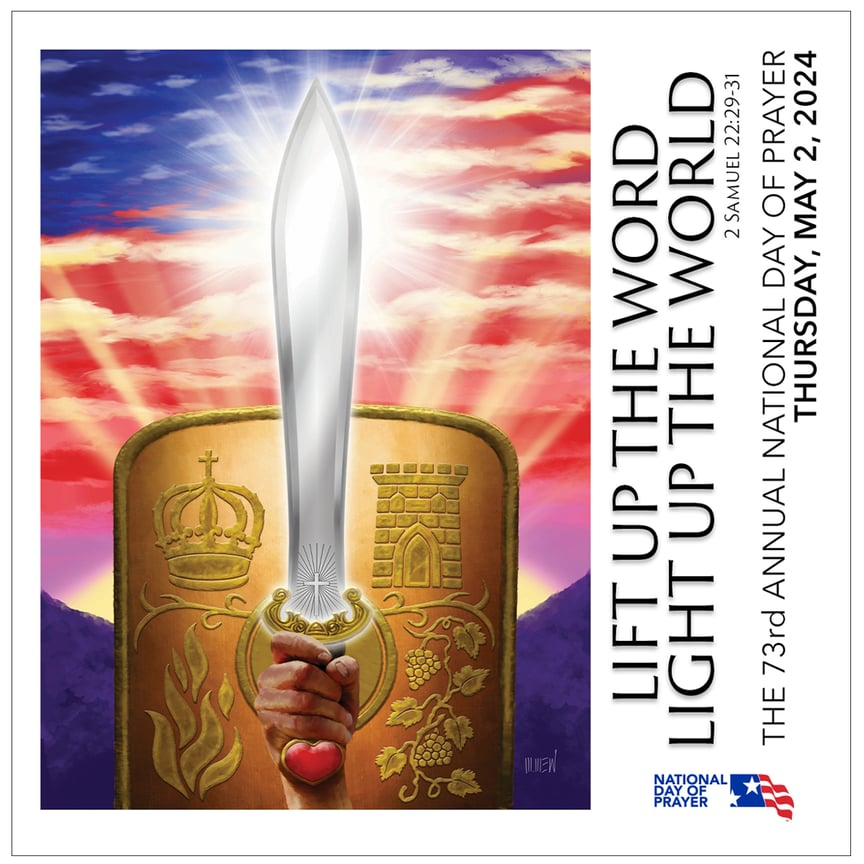 LIFT UP THE WORD
LIGHT UP THE WORLD
2 SAMUEL 22:29-31
THE 73rd ANNUAL NATIONAL DAY OF PRAYER
THURSDAY, MAY 2, 2024
NATIONAL
DAY OF
PRAYER